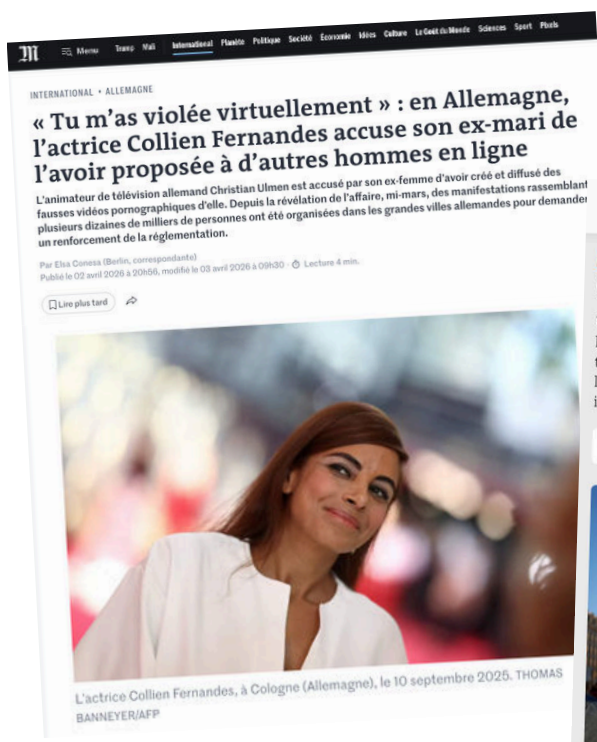 M Menu Trump Mali International Planète Politique Société Économie Idées Culture Le Goût du Monde Sciences Sport Pixels
INTERNATIONAL • ALLEMAGNE
« Tu m’as violée virtuellement » : en Allemagne,
l’actrice Collien Fernandes accuse son ex-mari de
l’avoir proposée à d’autres hommes en ligne
L’animateur de télévision allemand Christian Ulmen est accusé par son ex-femme d’avoir créé et diffusé des
fausses vidéos pornographiques d’elle. Depuis la révélation de l’affaire, mi-mars, des manifestations rassemblant
plusieurs dizaines de milliers de personnes ont été organisées dans les grandes villes allemandes pour demander
un renforcement de la réglementation.
Par Elsa Conesa (Berlin, correspondante)
Publié le 02 avril 2026 à 20h56, modifié le 03 avril 2026 à 09h30 · Lecture 4 min.
Lire plus tard
L’actrice Collien Fernandes, à Cologne (Allemagne), le 10 septembre 2025. THOMAS
BANNEYER/AFP